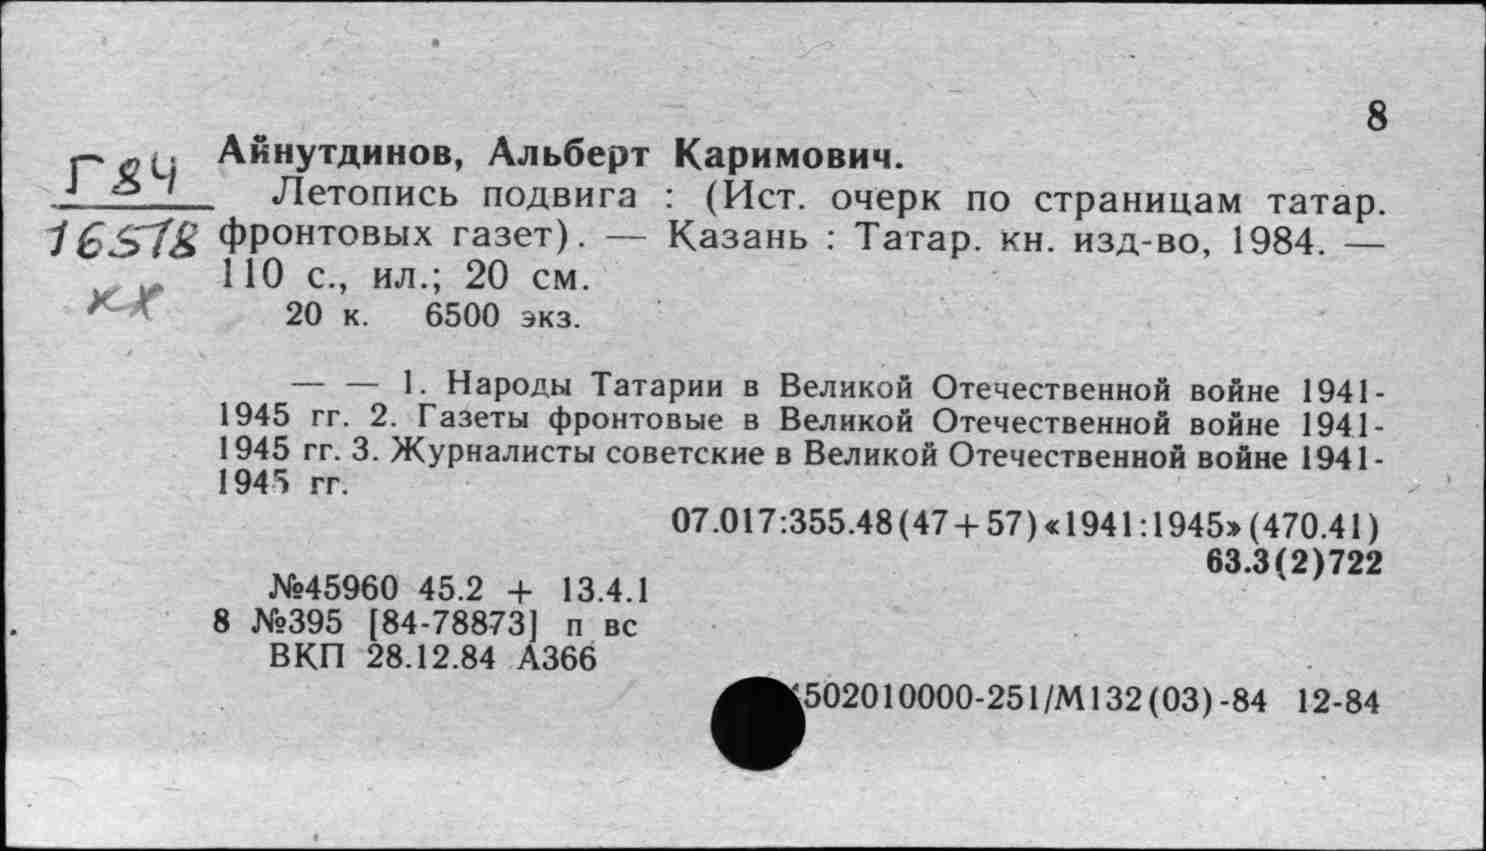 8
Г84
16518
хх
Айнутдинов, Альберт Каримович.
Летопись подвига : (Ист. очерк по страницам татар.
фронтовых газет). — Казань : Татар. кн. изд-во, 1984. —
110 с., ил.; 20 см.
20 к. 6500 экз.
— — 1. Народы Татарии в Великой Отечественной войне 1941-
1945 гг. 2. Газеты фронтовые в Великой Отечественной войне 1941-
1945 гг. 3. Журналисты советские в Великой Отечественной войне 1941-
1945 гг.
07.017:355.48(47+57)«1941:1945»(470.41)
63.3(2)722
№45960 45.2 + 13.4.1
8 №395 [84-78873] п вс
ВКП 28.12.84 А366
502010000-251/М132(03)-84 12-84